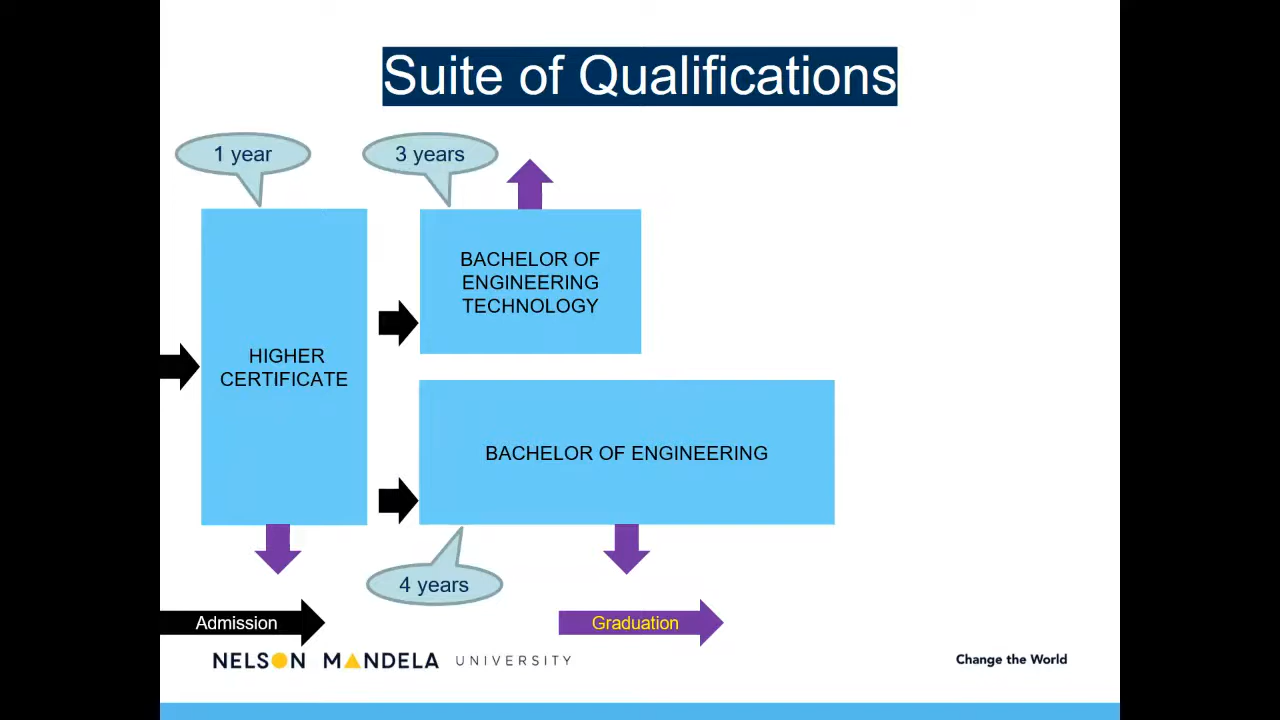 Suite of Qualifications
1 year
3 years
BACHELOR OF
ENGINEERING
TECHNOLOGY
HIGHER
CERTIFICATE
BACHELOR OF ENGINEERING
4 years
Admission
Graduation
NELSON MANDELA UNIVERSITY
Change the World